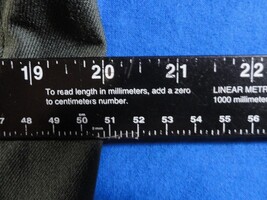 19 20 21 22
To read length in millimeters, add a zero
to centimeters number.
LINEAR METR
1000 millimeter
7 48 49 50 51 52 53 54 55 56